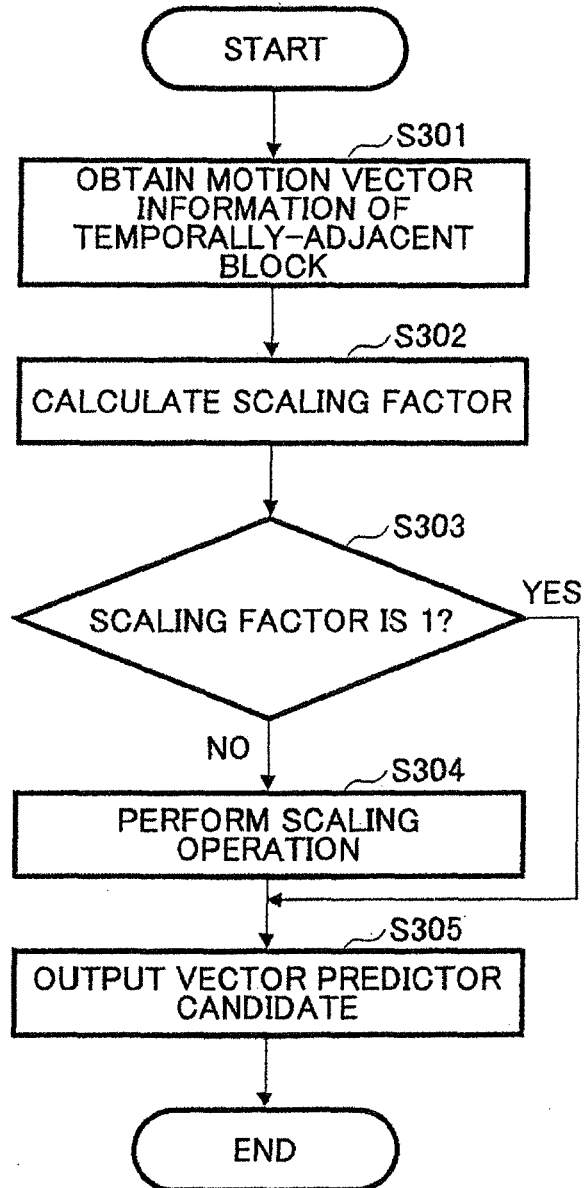 START
S301
OBTAIN MOTION VECTOR
INFORMATION OF
TEMPORALLY-ADJACENT
BLOCK
S302
CALCULATE SCALING FACTOR
S303
SCALING FACTOR IS 1?
YES
NO
S304
PERFORM SCALING
OPERATION
S305
OUTPUT VECTOR PREDICTOR
CANDIDATE
END